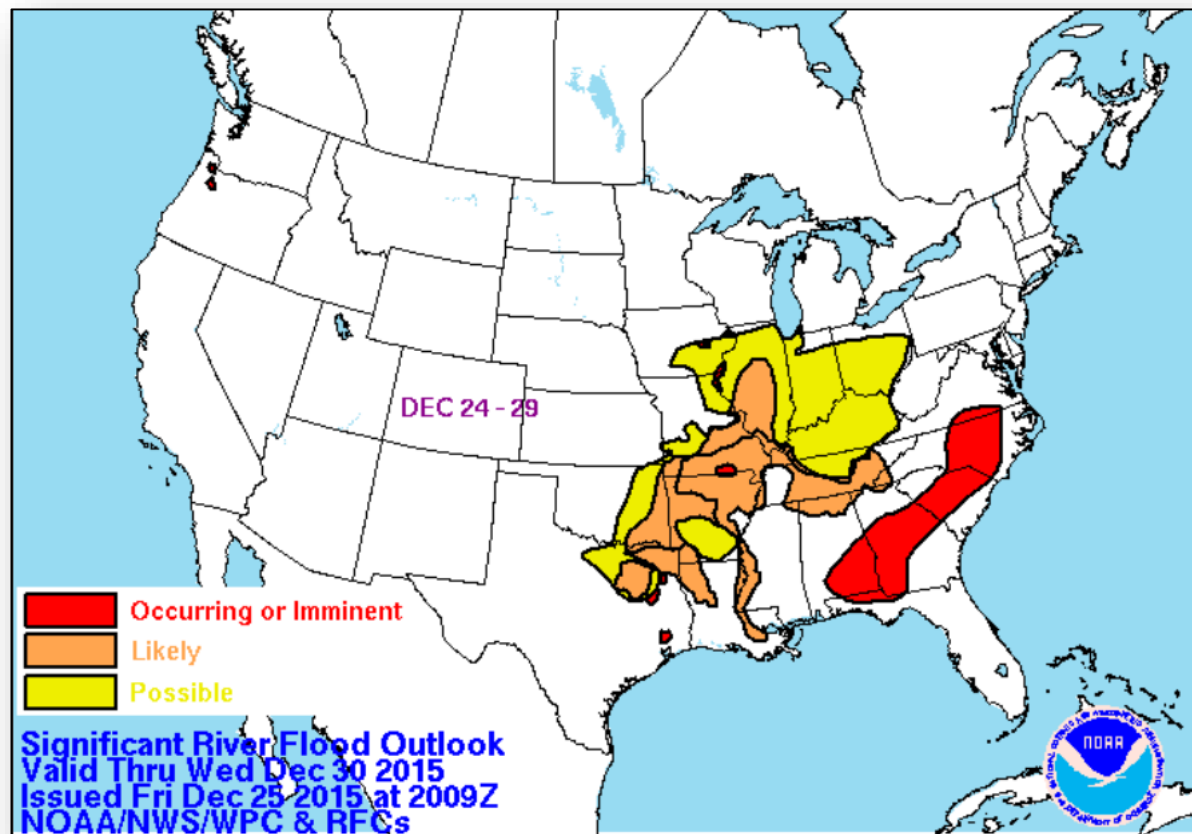 DEC 24 - 29
Occurring or Imminent
Likely
Possible
Significant River Flood Outlook
Valid Thru Wed Dec 30 2015
Issued Fri Dec 25 2015 at 2009Z
NOAA/NWS/WPC & RFCs
NOAA